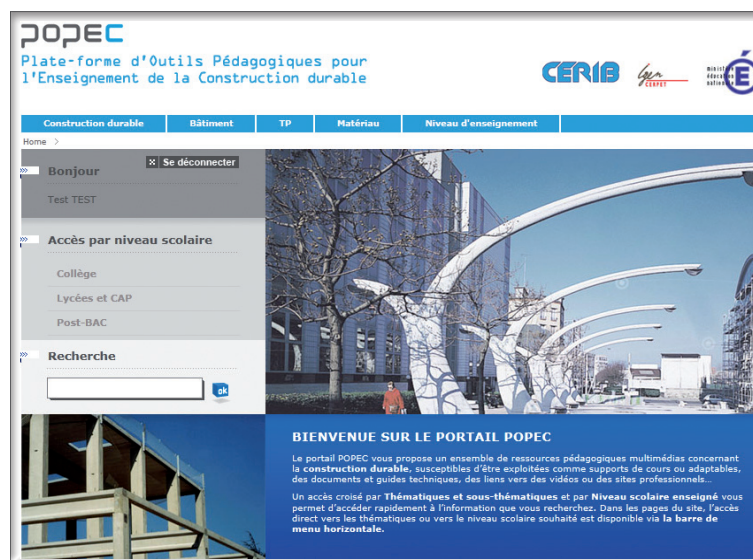 popec
Plate-forme d'Outils Pédagogiques pour
l'Enseignement de la Construction durable
CERIB
Igen
CERPET
Construction durable Bâtiment TP Matériau Niveau d'enseignement
Home >
Se déconnecter
Bonjour
Test TEST
Accès par niveau scolaire
Collège
Lycées et CAP
Post-BAC
Recherche
ok
BIENVENUE SUR LE PORTAIL POPEC
Le portail POPEC vous propose un ensemble de ressources pédagogiques multimédias concernant
la construction durable, susceptibles d'être exploitées comme supports de cours ou adaptables,
des documents et guides techniques, des liens vers des vidéos ou des sites professionnels...
Un accès croisé par Thématiques et sous-thématiques et par Niveau scolaire enseigné vous
permet d'accéder rapidement à l'information que vous recherchez. Dans les pages du site, l'accès
direct vers les thématiques ou vers le niveau scolaire souhaité est disponible via la barre de
menu horizontale.